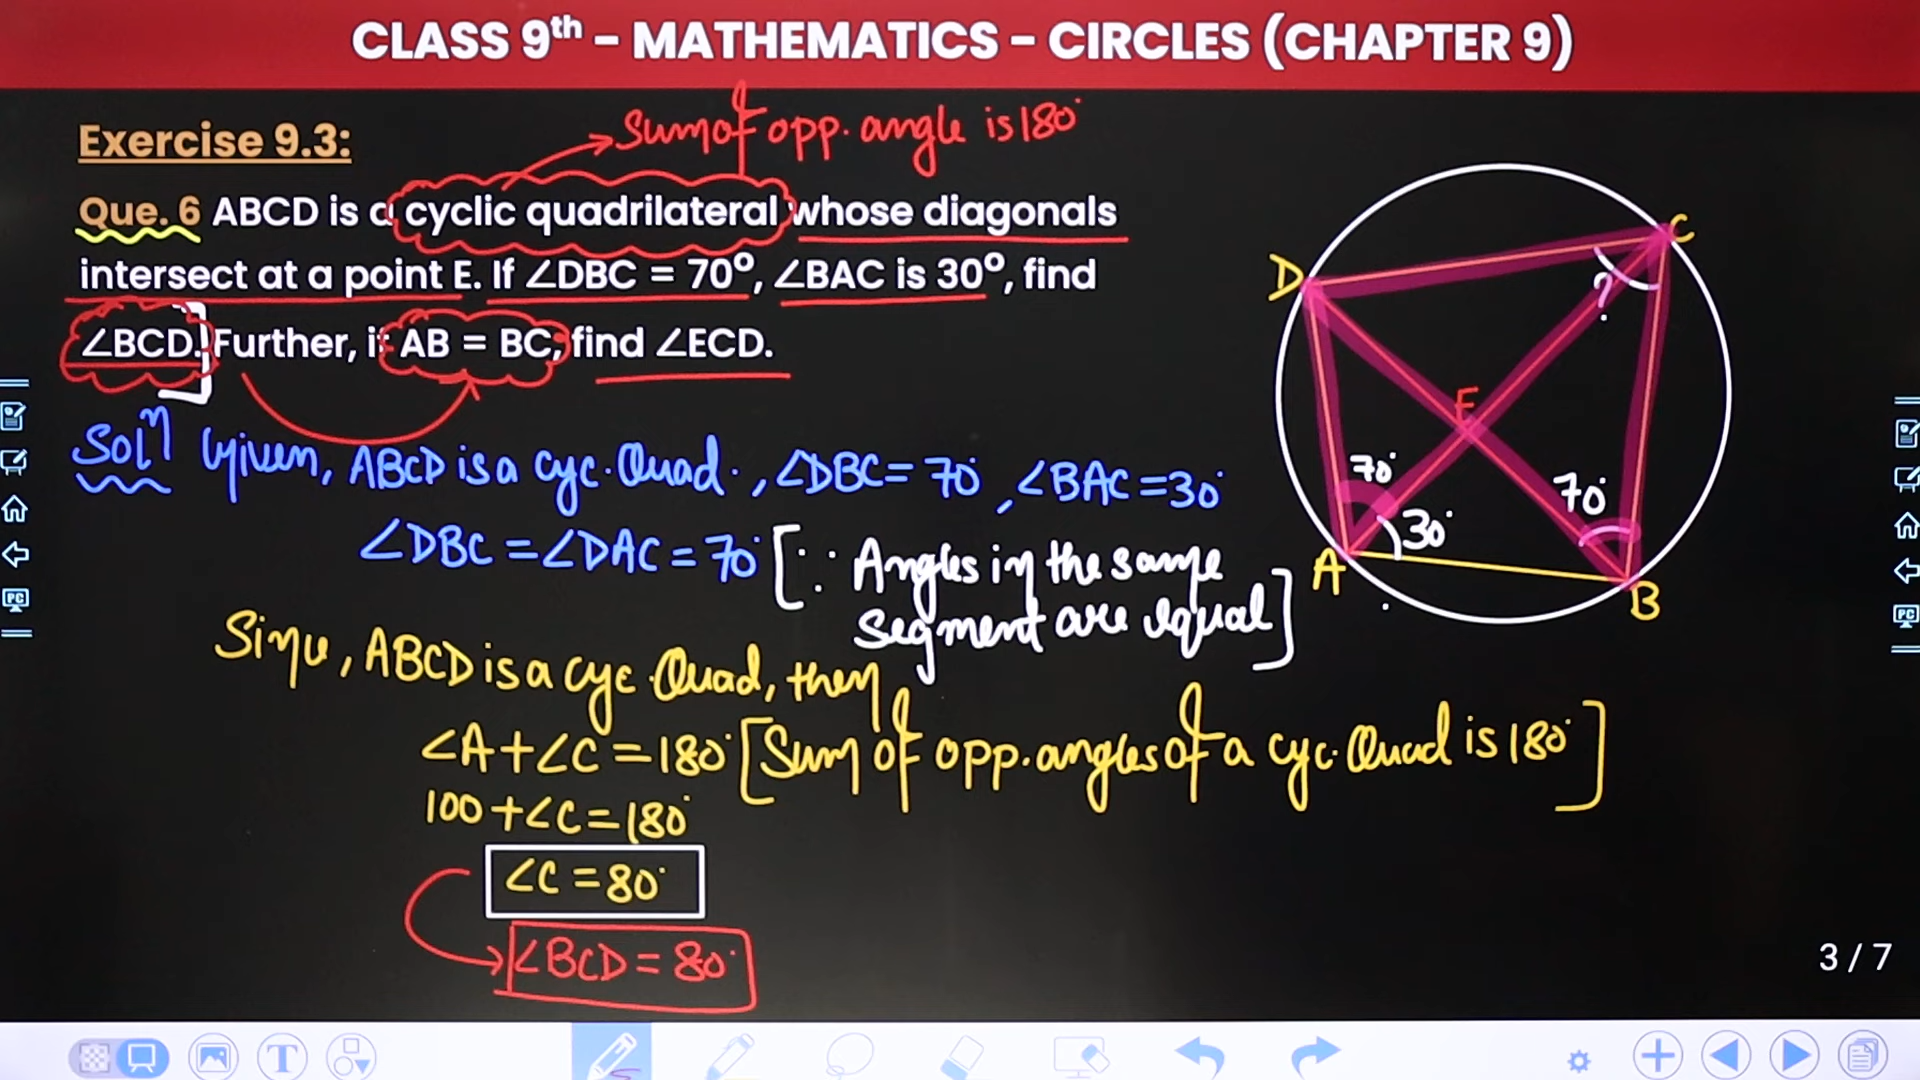 CLASS 9th - MATHEMATICS - CIRCLES (CHAPTER 9)
Exercise 9.3:
Sum of opp. angle is 180°
Que. 6 ABCD is a cyclic quadrilateral whose diagonals
intersect at a point E. If ∠DBC = 70°, ∠BAC is 30°, find
∠BCD. Further, if AB = BC, find ∠ECD.
Solⁿ Given, ABCD is a cyc. Quad., ∠DBC = 70°, ∠BAC = 30°
∠DBC = ∠DAC = 70° [∵ Angles in the same
segment are equal]
Since, ABCD is a cyc. Quad, then
∠A + ∠C = 180° [Sum of opp. angles of a cyc. Quad is 180°]
100 + ∠C = 180°
∠C = 80°
∠BCD = 80°
D
C
?
E
70°
70°
30°
A
B
3 / 7
T
PC
PC